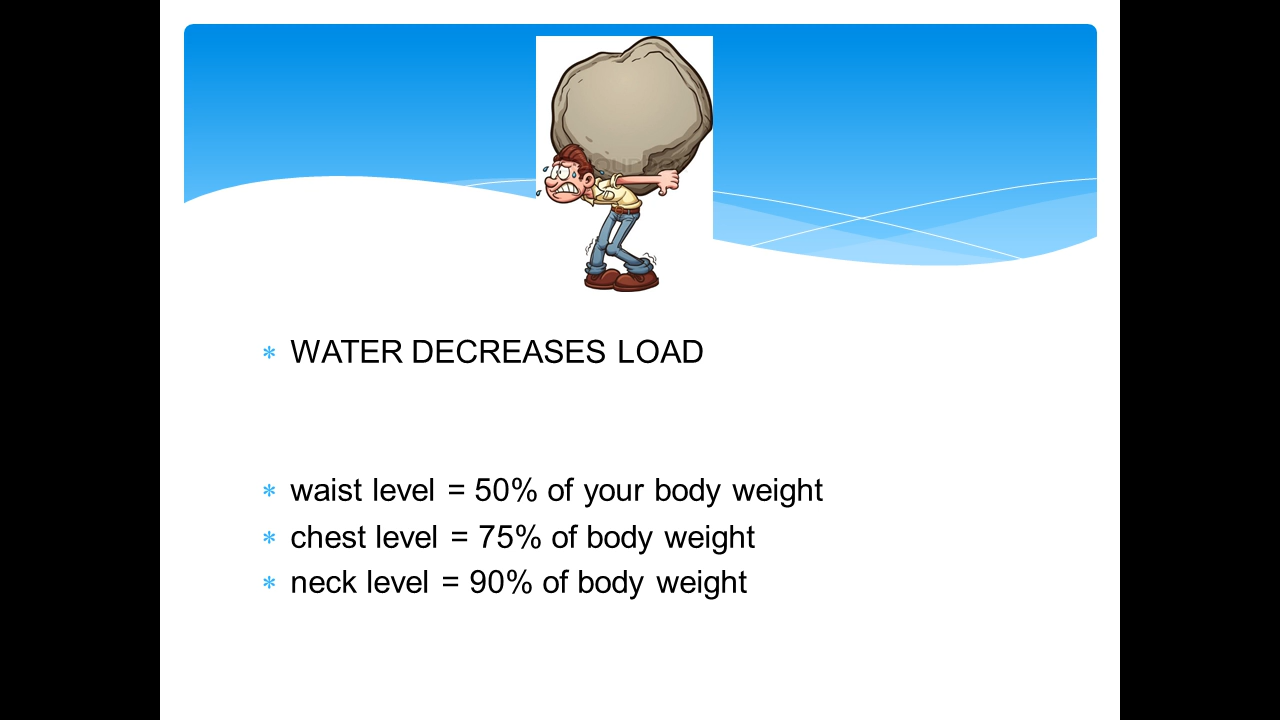 WATER DECREASES LOAD
waist level = 50% of your body weight
chest level = 75% of body weight
neck level = 90% of body weight